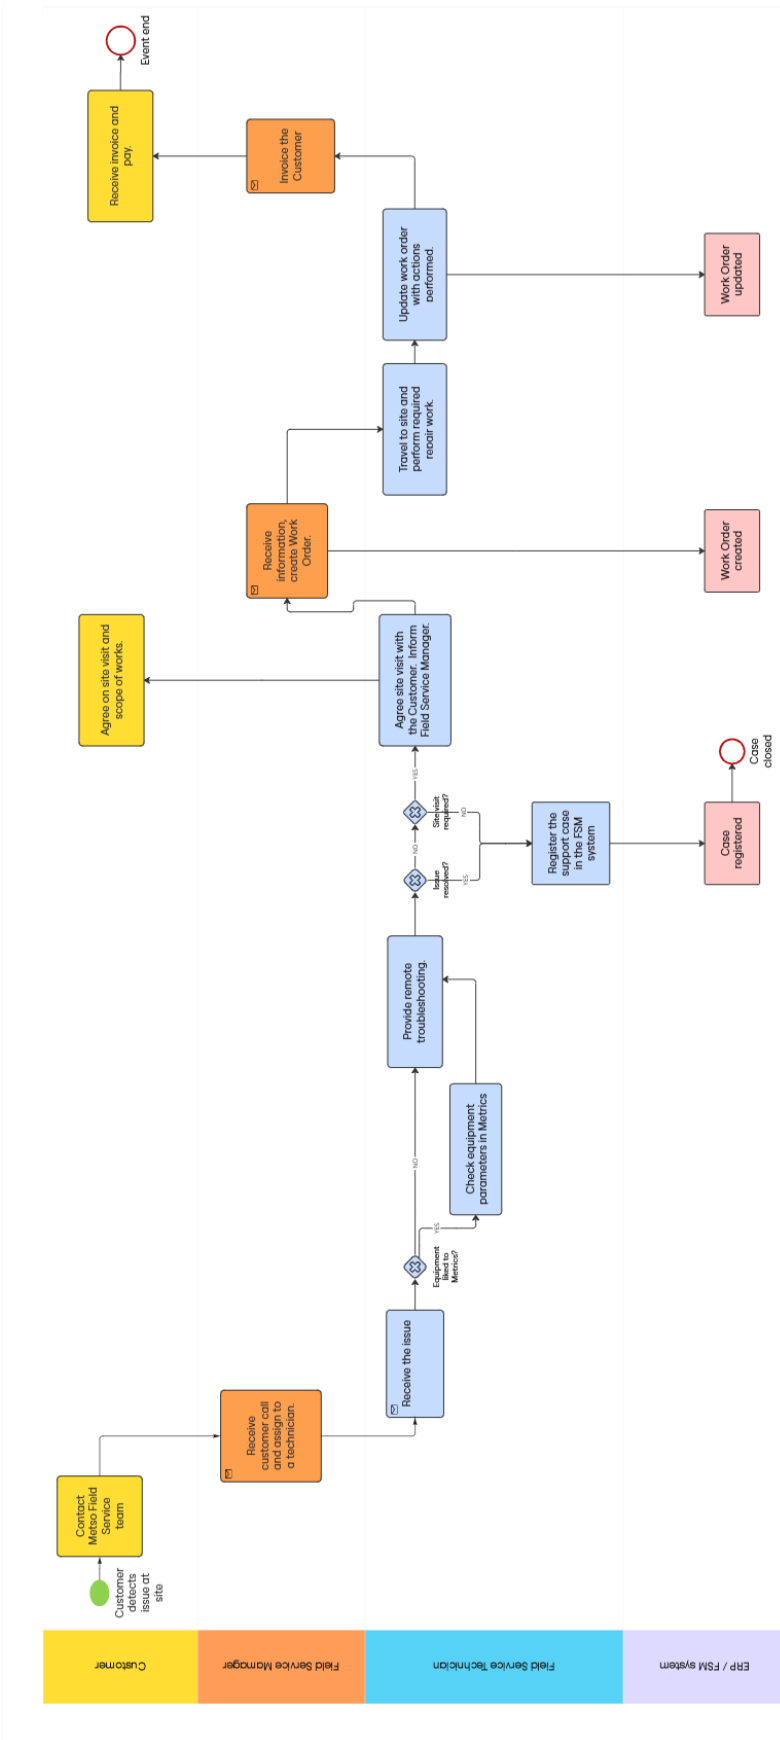 Customer
Field Service Manager
Field Service Technician
ERP / FSM system
Customer
detects
issue at
site
Contact
Metso Field
Service
team
Receive
customer call
and assign to
a technician.
Receive the issue
Equipment
liked to
Metrics?
YES
NO
Check equipment
parameters in Metrics
Provide remote
troubleshooting.
Issue
resolved?
YES
NO
Site visit
required?
NO
YES
Register the
support case
in the FSM
system
Case
registered
Case
closed
Agree site visit with
the Customer. Inform
Field Service Manager.
Agree on site visit and
scope of works.
Receive
information,
create Work
Order.
Work Order
created
Travel to site and
perform required
repair work.
Update work order
with actions
performed.
Work Order
updated
Invoice the
Customer
Receive invoice and
pay.
Event end